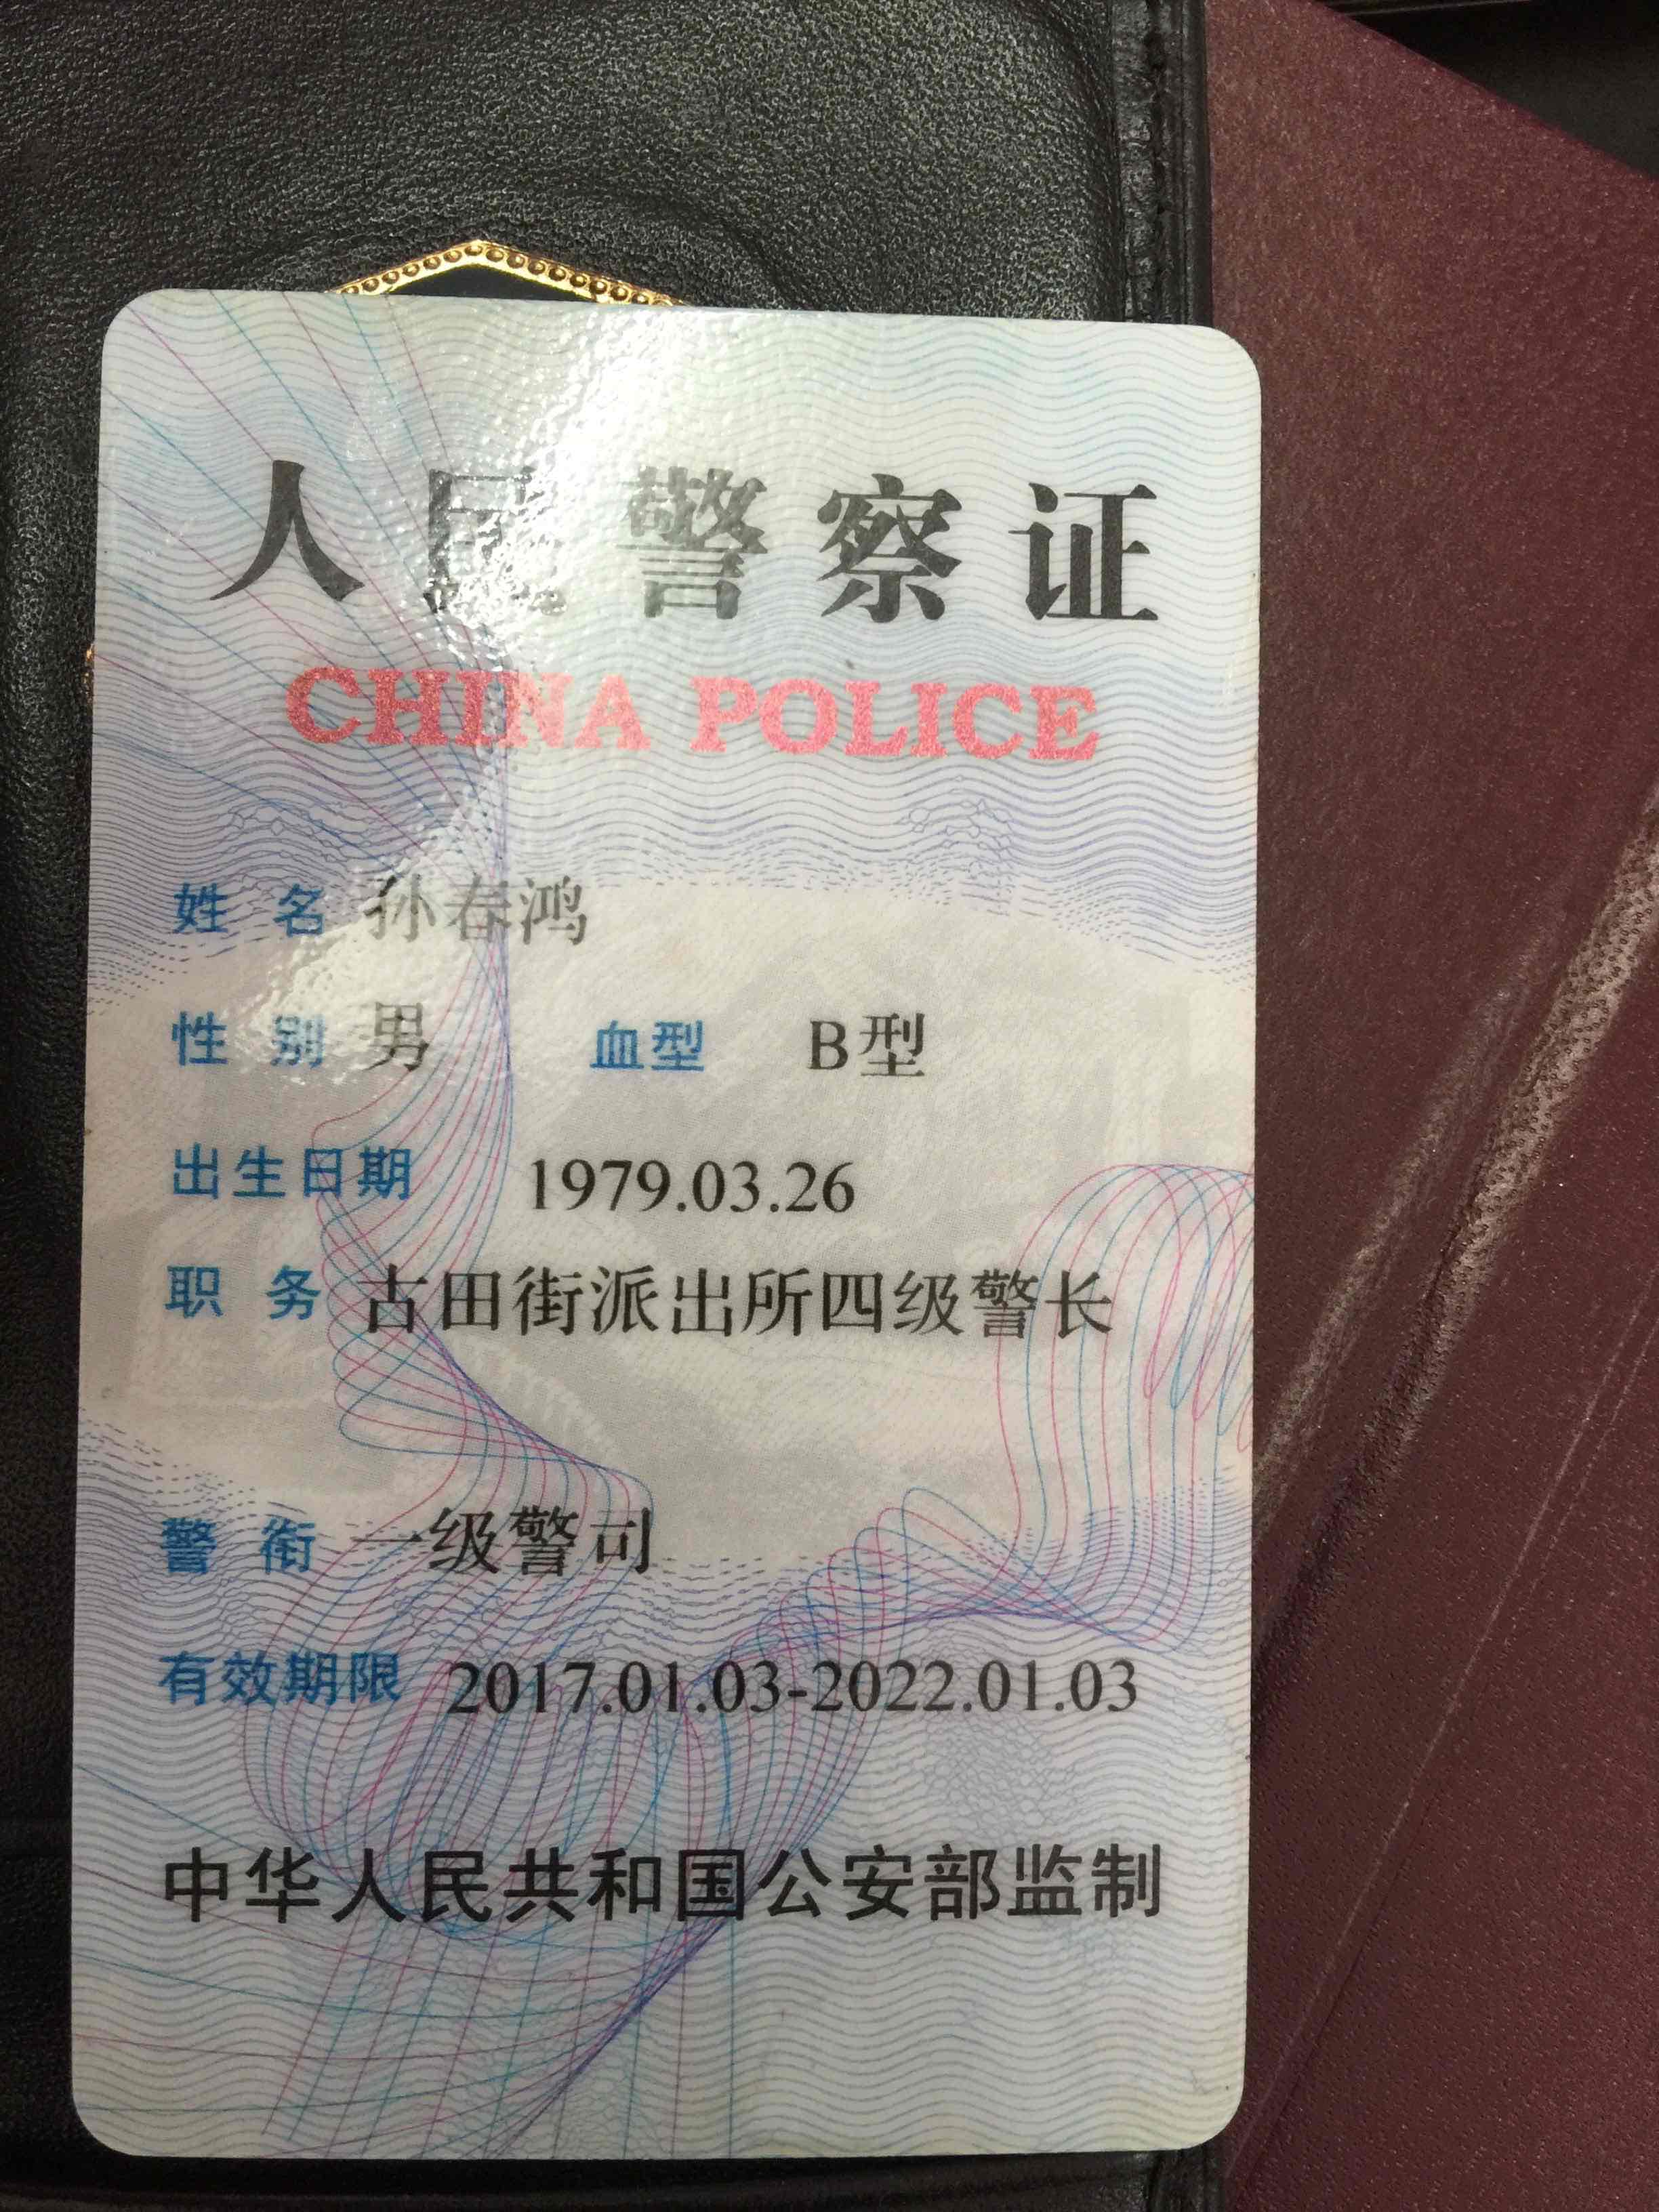 人民警察证
CHINA POLICE
姓 名 孙春鸿
性 别 男 血型 B型
出生日期 1979.03.26
职 务 古田街派出所四级警长
警 衔 一级警司
有效期限 2017.01.03-2022.01.03
中华人民共和国公安部监制